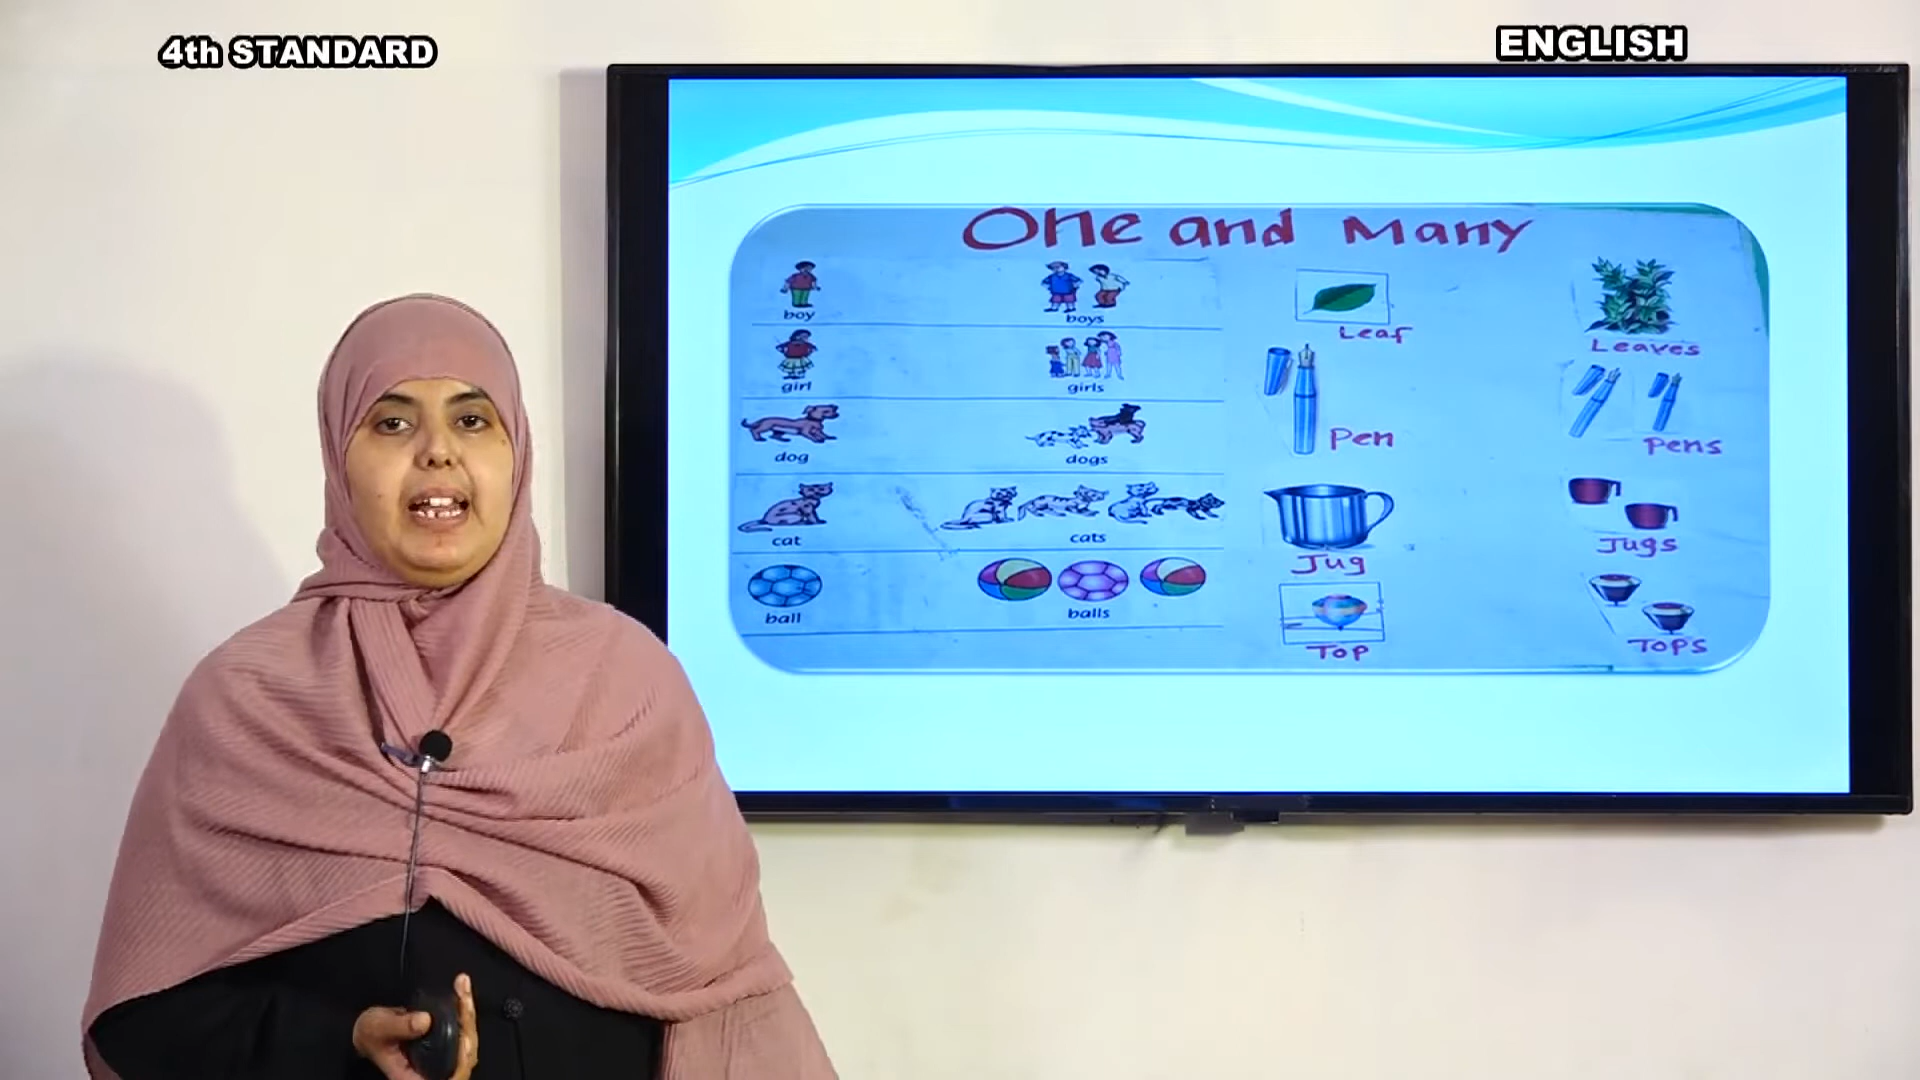 4th STANDARD
ENGLISH
One and Many
boy
boys
girl
girls
dog
dogs
cat
cats
ball
balls
Leaf
Leaves
Pen
Pens
Jug
Jugs
TOP
TOPS